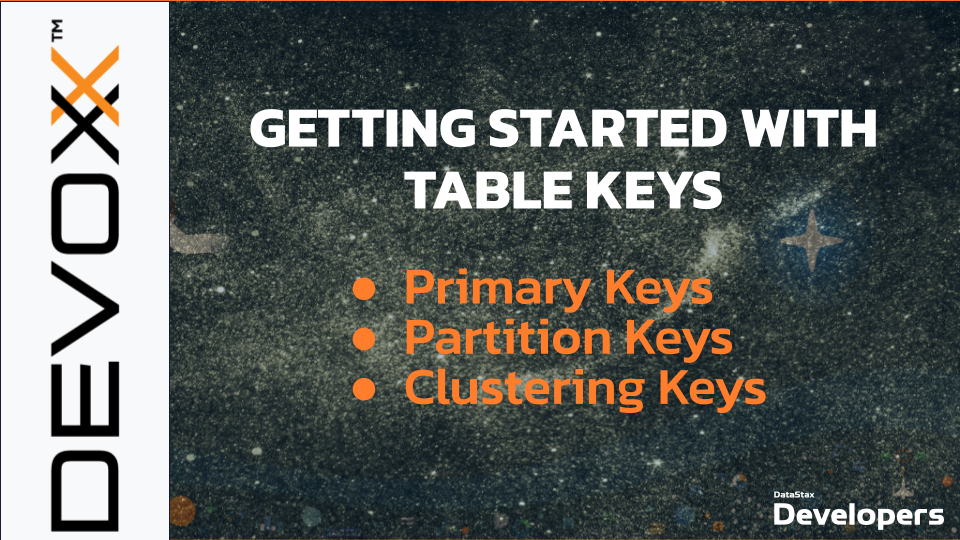 DEVOXX™
GETTING STARTED WITH
TABLE KEYS
● Primary Keys
● Partition Keys
● Clustering Keys
DataStax
Developers